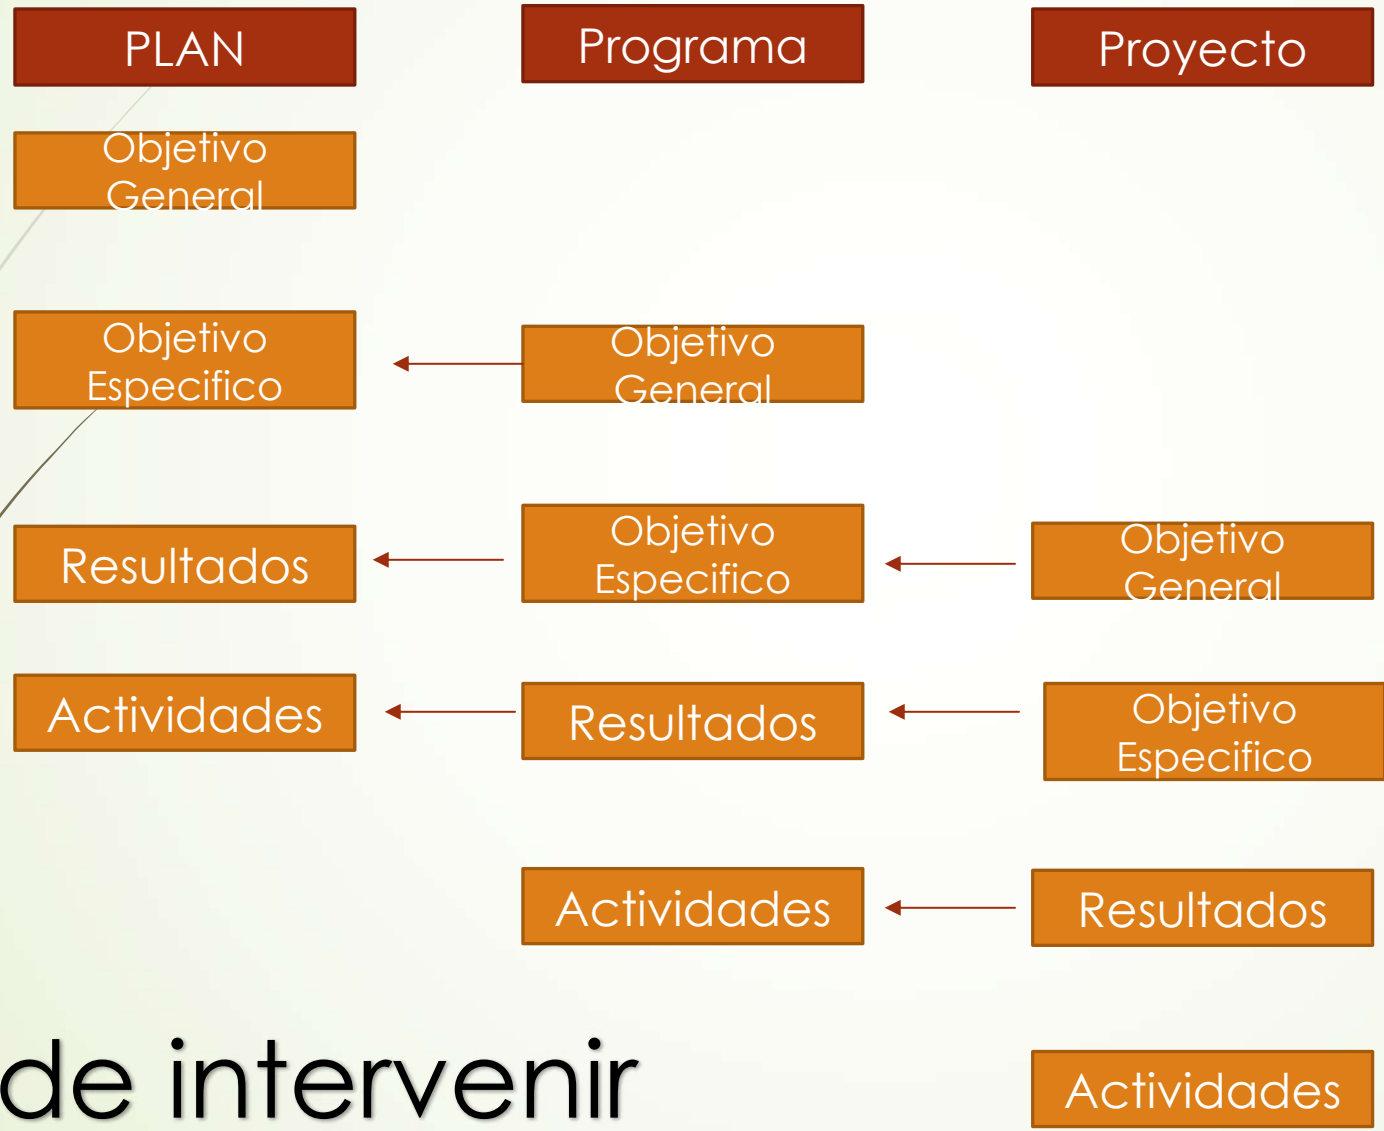 PLAN
Programa
Proyecto
Objetivo
General
Objetivo
Especifico
Objetivo
General
Resultados
Objetivo
Especifico
Objetivo
General
Actividades
Resultados
Objetivo
Especifico
Actividades
Resultados
de intervenir
Actividades